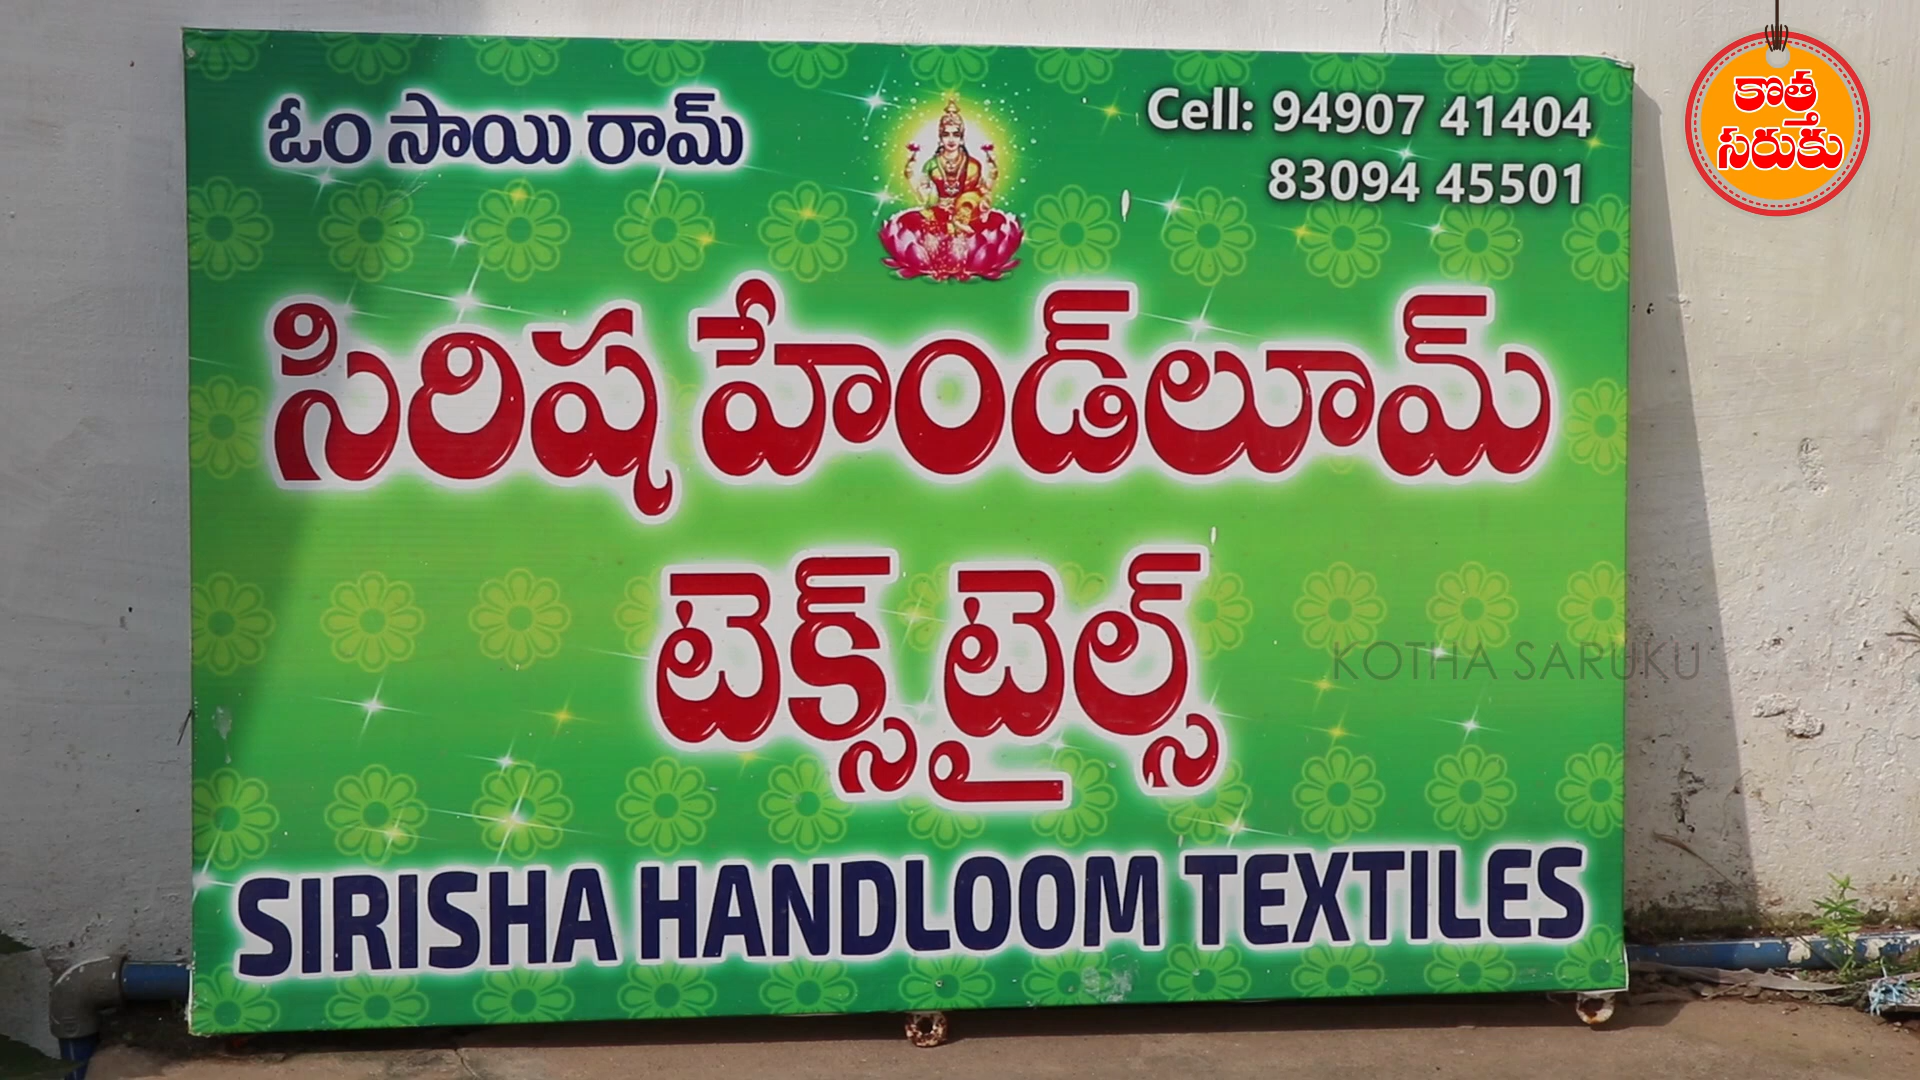 ఓం సాయి రామ్
Cell: 94907 41404
83094 45501
కొత్త
సరుకు
సిరిష హేండ్‌లూమ్
టెక్స్‌టైల్స్
KOTHA SARUKU
SIRISHA HANDLOOM TEXTILES